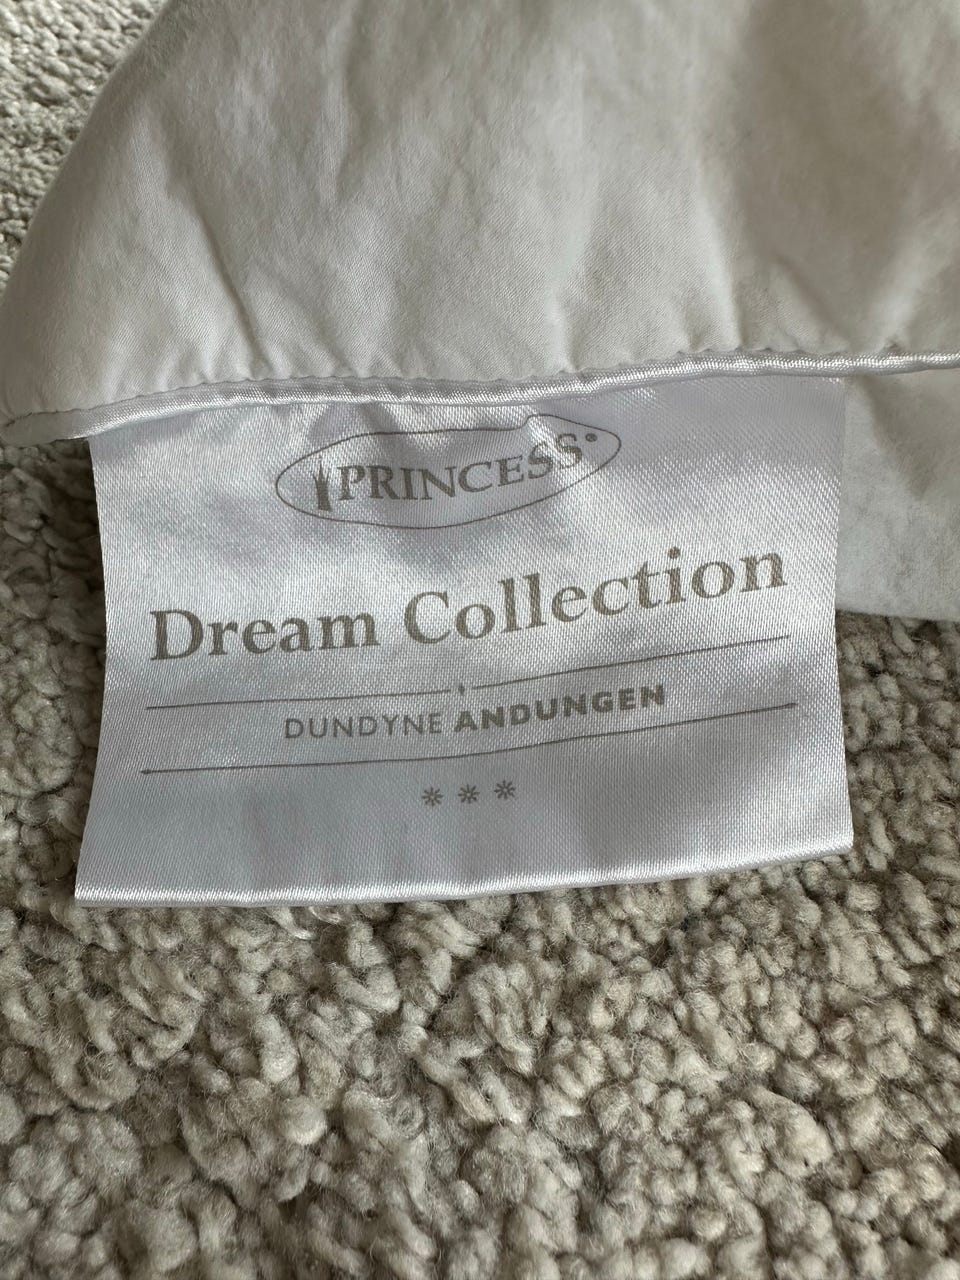 PRINCESS®
Dream Collection
DUNDYNE ANDUNGEN
***